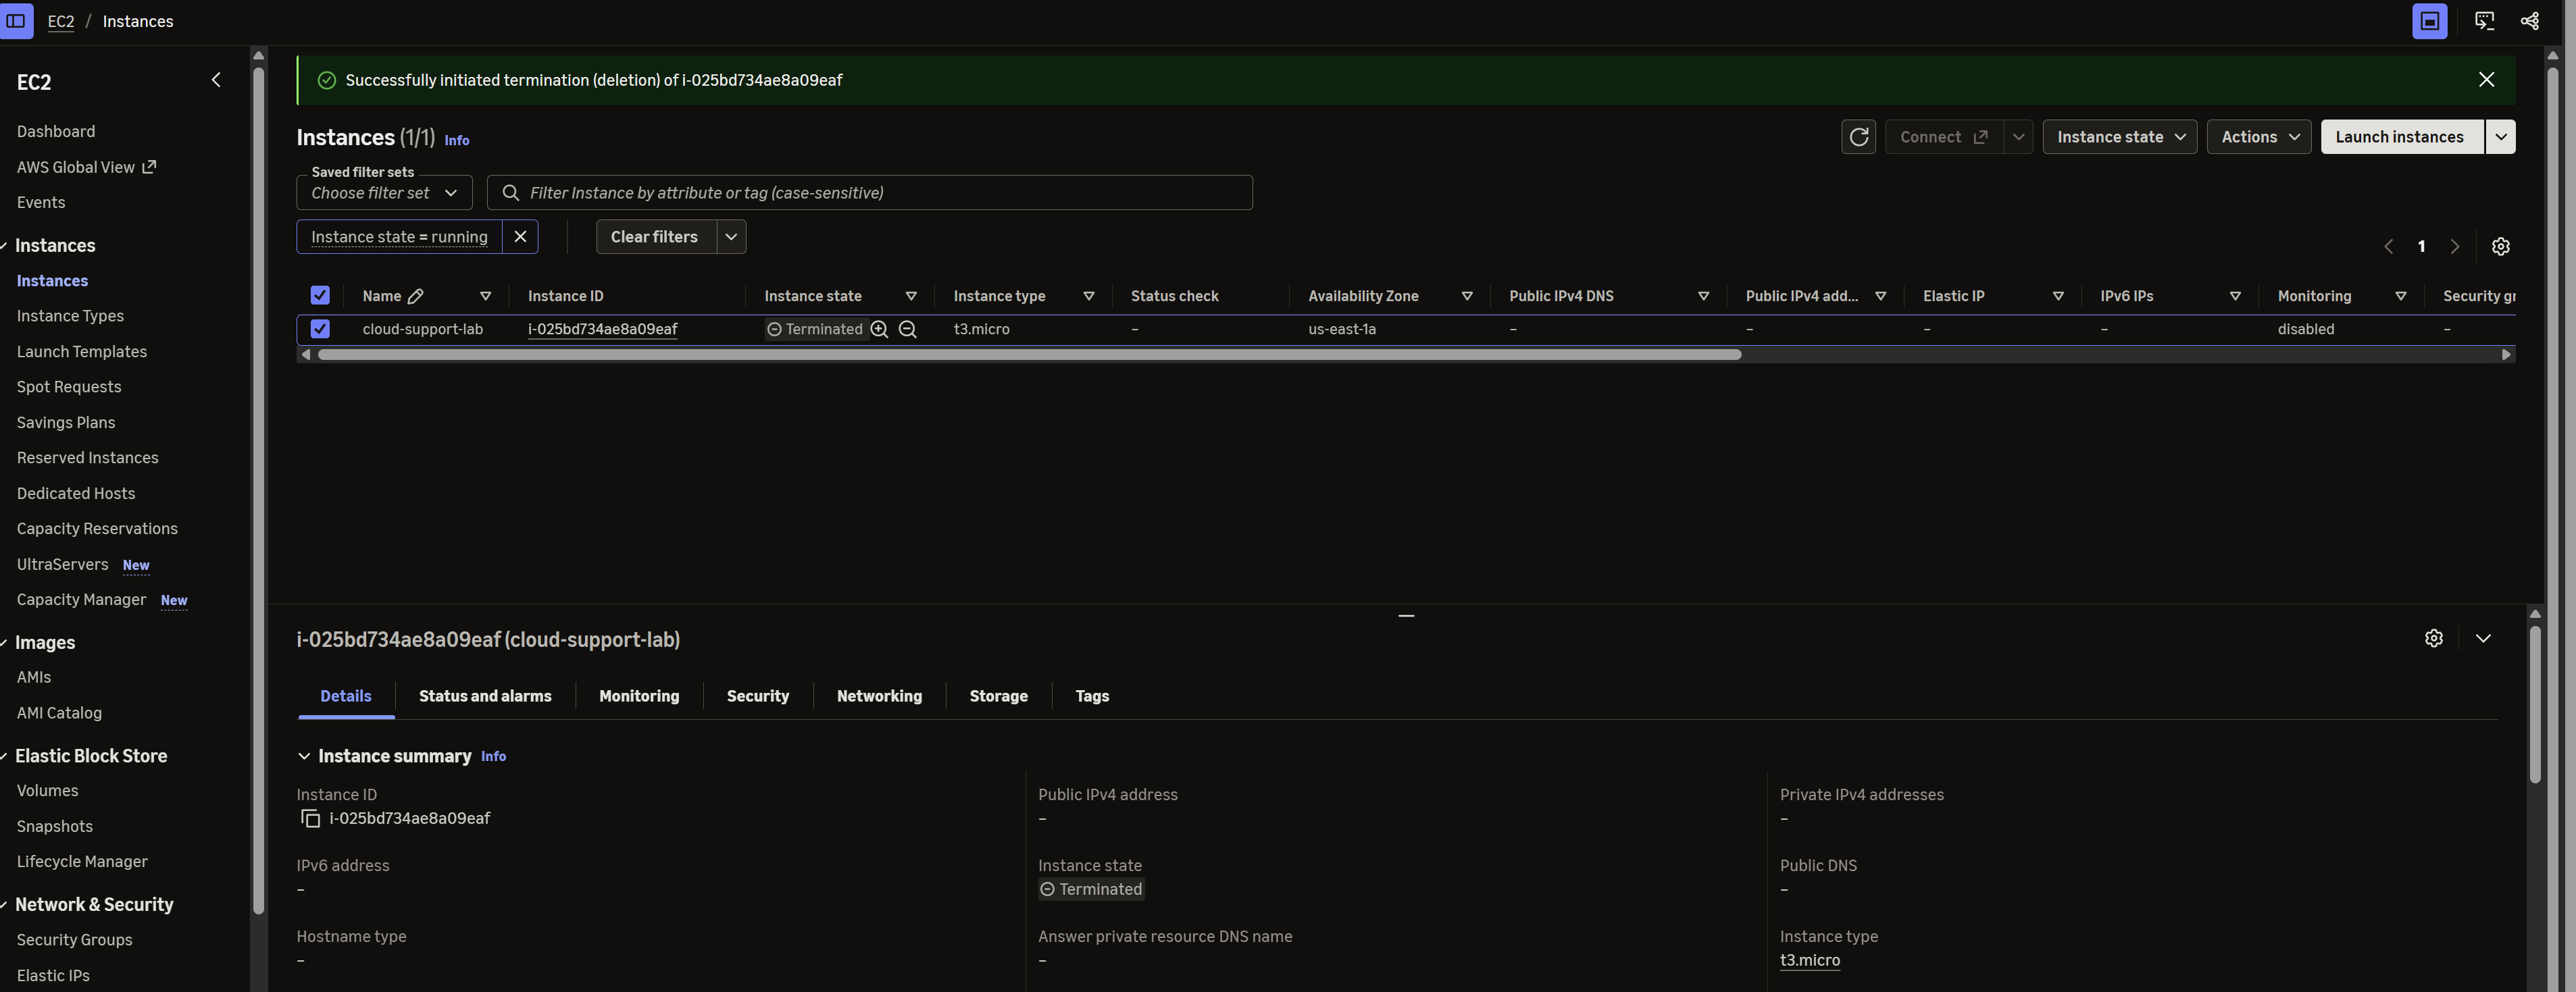 EC2 / Instances
EC2
Dashboard
AWS Global View
Events
Instances
Instances
Instance Types
Launch Templates
Spot Requests
Savings Plans
Reserved Instances
Dedicated Hosts
Capacity Reservations
UltraServers New
Capacity Manager New
Images
AMIs
AMI Catalog
Elastic Block Store
Volumes
Snapshots
Lifecycle Manager
Network & Security
Security Groups
Elastic IPs
Successfully initiated termination (deletion) of i-025bd734ae8a09eaf
Instances (1/1) Info
Connect Instance state Actions Launch instances
Saved filter sets
Choose filter set Filter Instance by attribute or tag (case-sensitive)
Instance state = running Clear filters
1
Name Instance ID Instance state Instance type Status check Availability Zone Public IPv4 DNS Public IPv4 add... Elastic IP IPv6 IPs Monitoring Security gr
cloud-support-lab i-025bd734ae8a09eaf Terminated t3.micro – us-east-1a – – – – disabled –
i-025bd734ae8a09eaf (cloud-support-lab)
Details Status and alarms Monitoring Security Networking Storage Tags
Instance summary Info
Instance ID
i-025bd734ae8a09eaf
Public IPv4 address
–
Private IPv4 addresses
–
IPv6 address
–
Instance state
Terminated
Public DNS
–
Hostname type
–
Answer private resource DNS name
–
Instance type
t3.micro